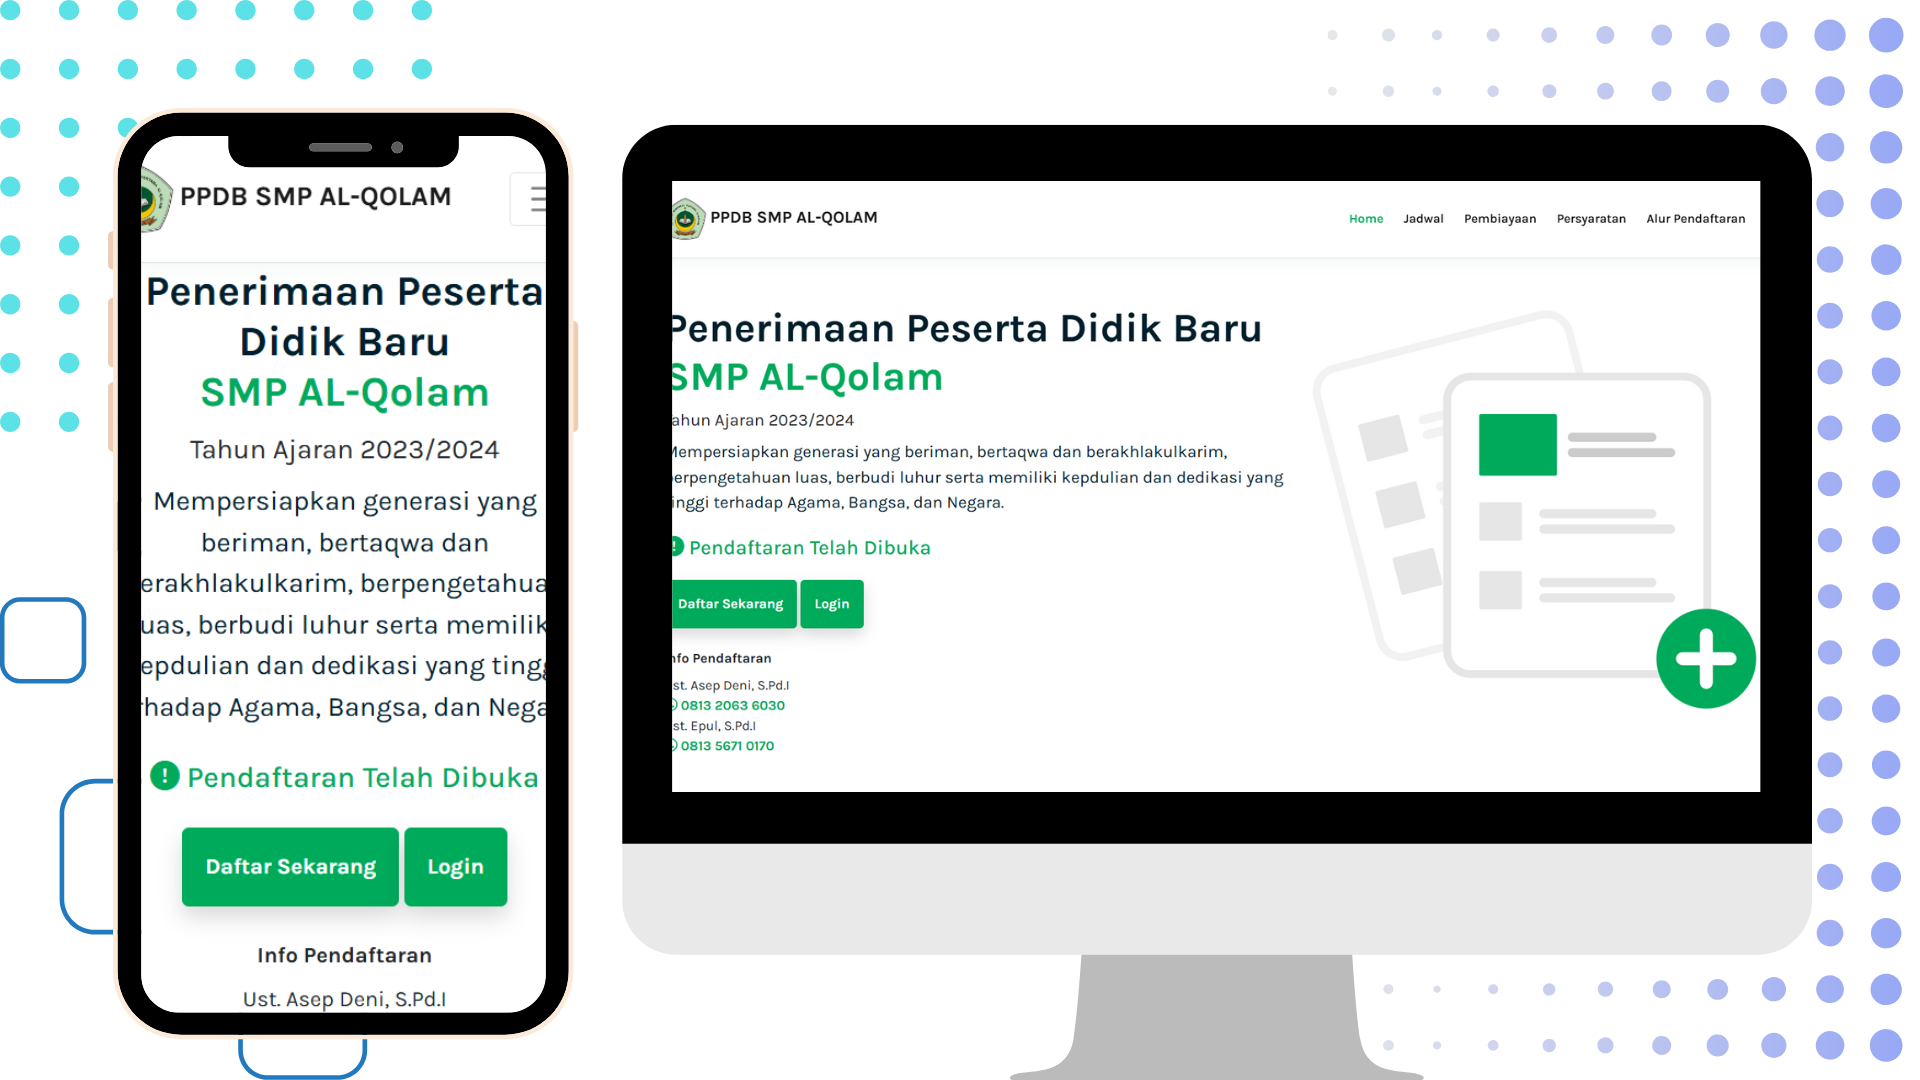 PPDB SMP AL-QOLAM
Penerimaan Peserta
Didik Baru
SMP AL-Qolam
Tahun Ajaran 2023/2024
Mempersiapkan generasi yang
beriman, bertaqwa dan
erakhlakulkarim, berpengetahua
uas, berbudi luhur serta memilik
epdulian dan dedikasi yang tingg
rhadap Agama, Bangsa, dan Nega
! Pendaftaran Telah Dibuka
Daftar Sekarang Login
Info Pendaftaran
Ust. Asep Deni, S.Pd.I
PPDB SMP AL-QOLAM Home Jadwal Pembiayaan Persyaratan Alur Pendaftaran
Penerimaan Peserta Didik Baru
SMP AL-Qolam
ahun Ajaran 2023/2024
Mempersiapkan generasi yang beriman, bertaqwa dan berakhlakulkarim,
erpengetahuan luas, berbudi luhur serta memiliki kepdulian dan dedikasi yang
inggi terhadap Agama, Bangsa, dan Negara.
! Pendaftaran Telah Dibuka
Daftar Sekarang Login
nfo Pendaftaran
st. Asep Deni, S.Pd.I
0813 2063 6030
st. Epul, S.Pd.I
0813 5671 0170